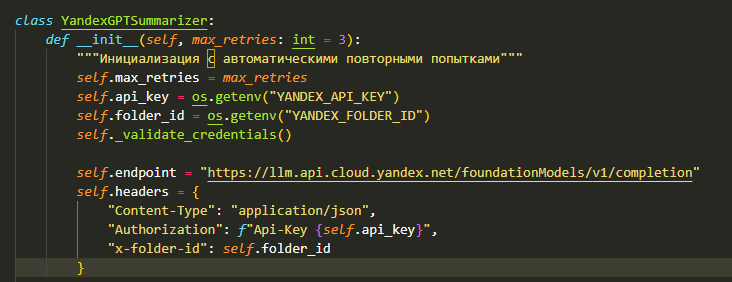 class YandexGPTSummarizer:
    def __init__(self, max_retries: int = 3):
        """Инициализация с автоматическими повторными попытками"""
        self.max_retries = max_retries
        self.api_key = os.getenv("YANDEX_API_KEY")
        self.folder_id = os.getenv("YANDEX_FOLDER_ID")
        self._validate_credentials()

        self.endpoint = "https://llm.api.cloud.yandex.net/foundationModels/v1/completion"
        self.headers = {
            "Content-Type": "application/json",
            "Authorization": f"Api-Key {self.api_key}",
            "x-folder-id": self.folder_id
        }